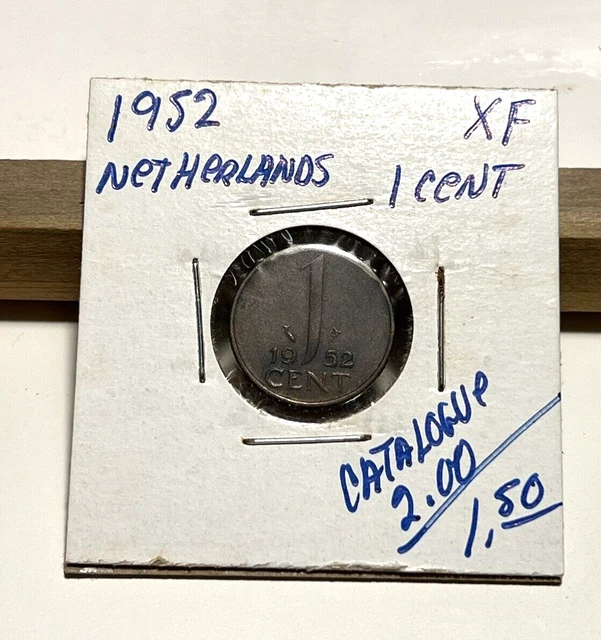 1952 XF
NETHERLANDS 1 CENT
1
19 52
CENT
CATALOGUE
2.00
1,50